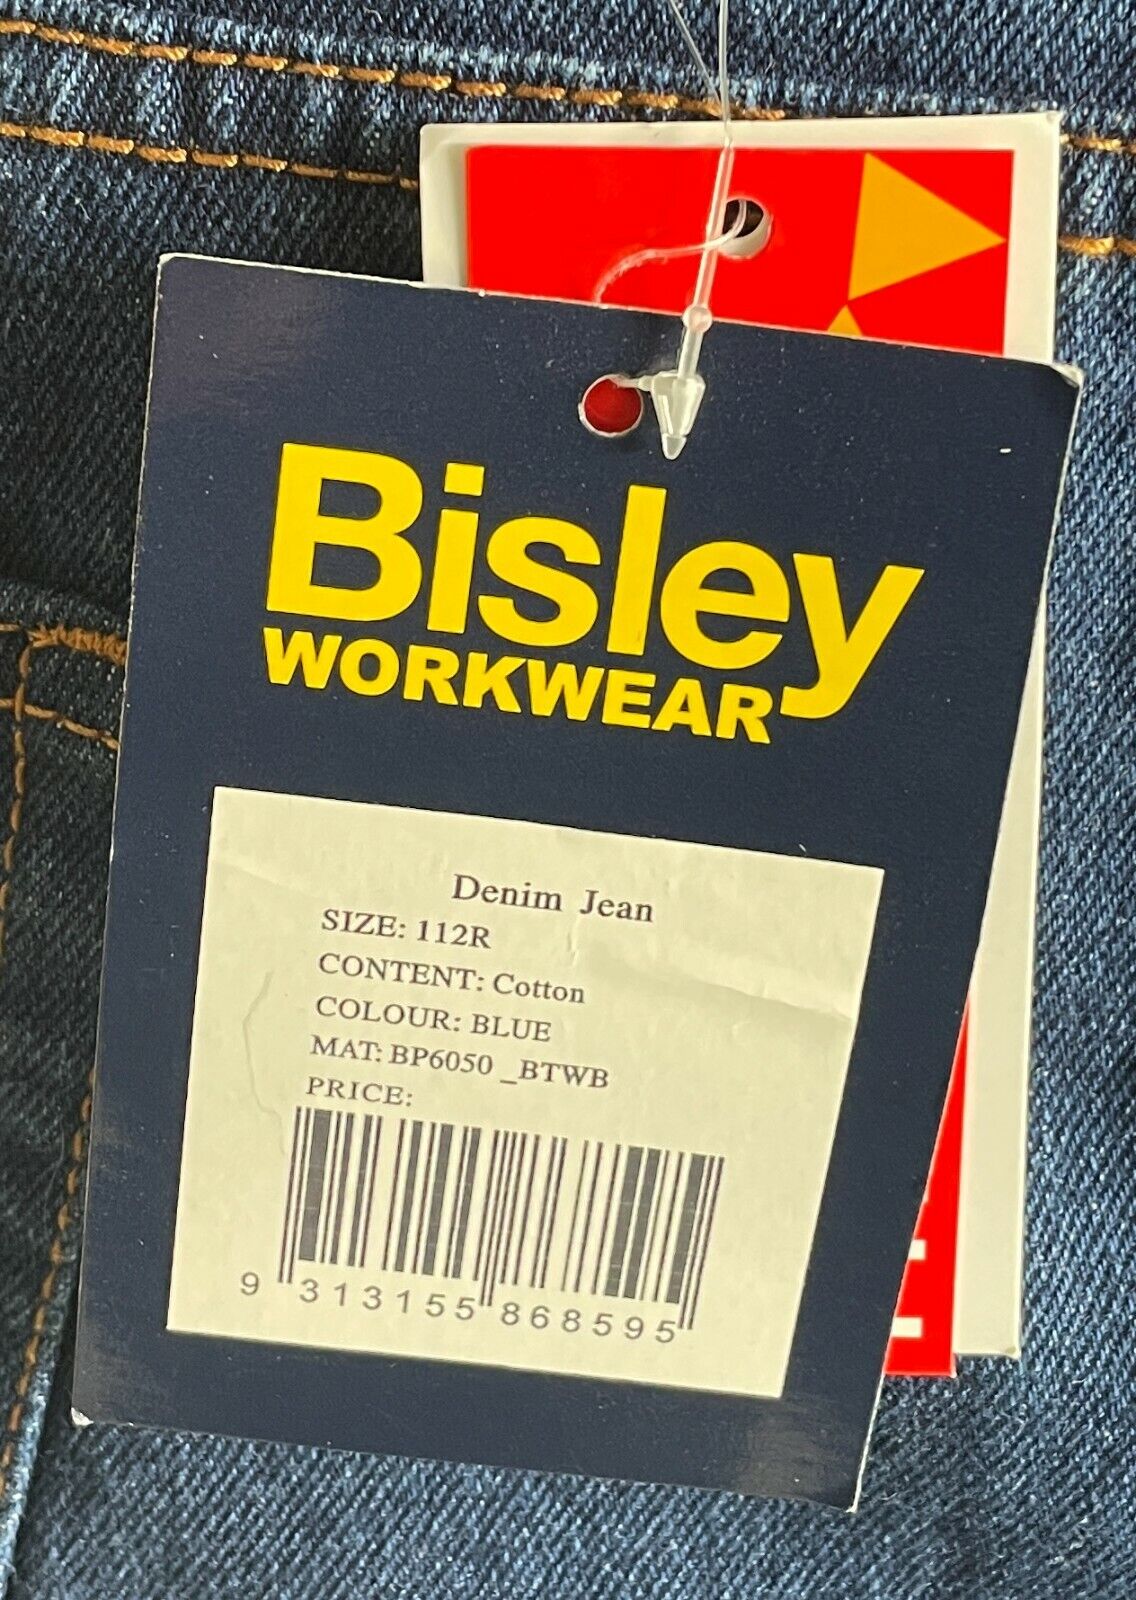 Bisley
WORKWEAR
Denim Jean
SIZE: 112R
CONTENT: Cotton
COLOUR: BLUE
MAT: BP6050 _BTWB
PRICE:
9 313155 868595